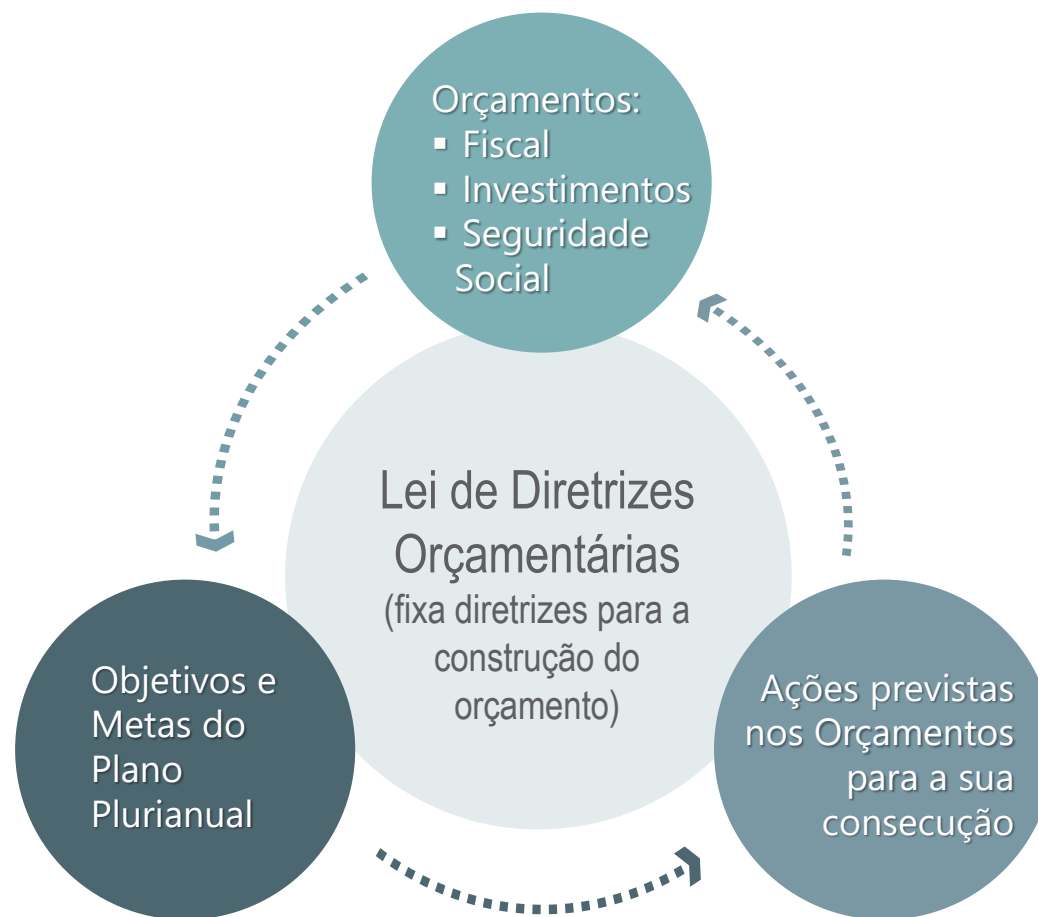 Orçamentos:
▪ Fiscal
▪ Investimentos
▪ Seguridade
Social
Lei de Diretrizes
Orçamentárias
(fixa diretrizes para a
construção do
orçamento)
Objetivos e
Metas do
Plano
Plurianual
Ações previstas
nos Orçamentos
para a sua
consecução